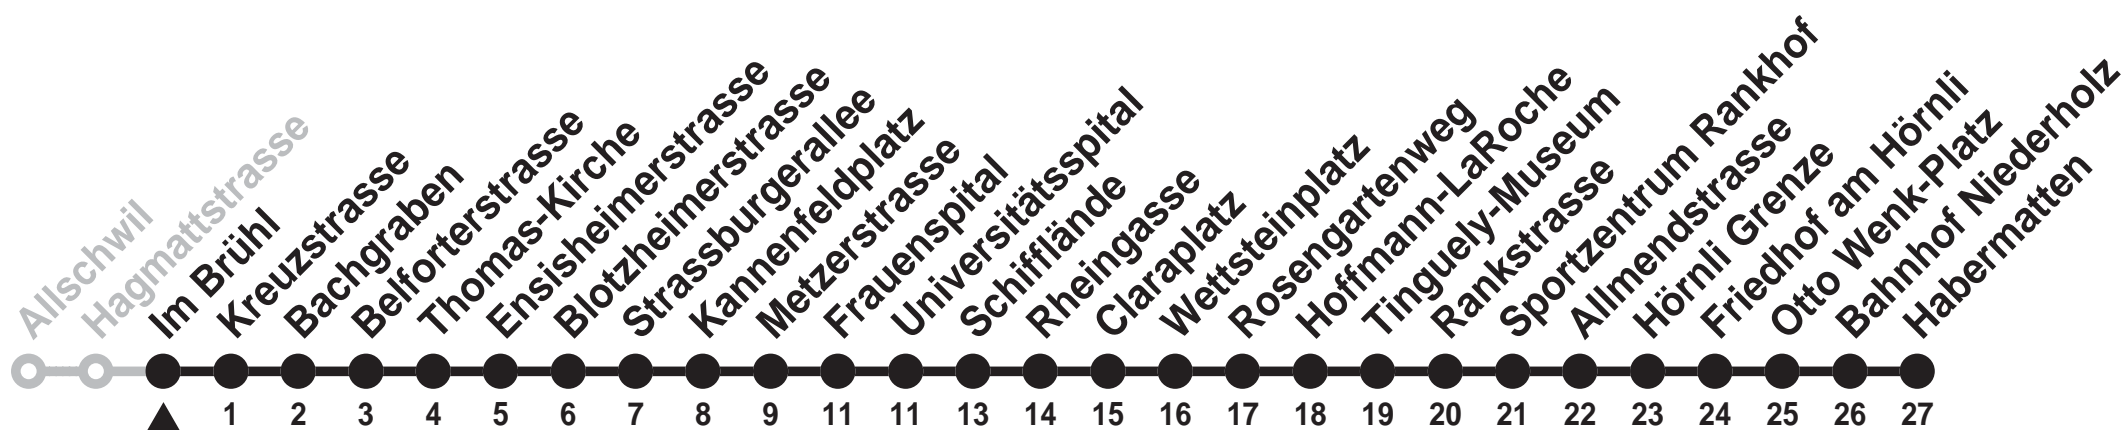 Allschwil
Hagmattstrasse
Im Brühl
Kreuzstrasse
Bachgraben
Belforterstrasse
Thomas-Kirche
Ensisheimerstrasse
Blotzheimerstrasse
Strassburgerallee
Kannenfeldplatz
Metzerstrasse
Frauenspital
Universitätsspital
Schifflände
Rheingasse
Claraplatz
Wettsteinplatz
Rosengartenweg
Hoffmann-LaRoche
Tinguely-Museum
Rankstrasse
Sportzentrum Rankhof
Allmendstrasse
Hörnli Grenze
Friedhof am Hörnli
Otto Wenk-Platz
Bahnhof Niederholz
Habermatten
1 2 3 4 5 6 7 8 9 11 11 13 14 15 16 17 18 19 20 21 22 23 24 25 26 27